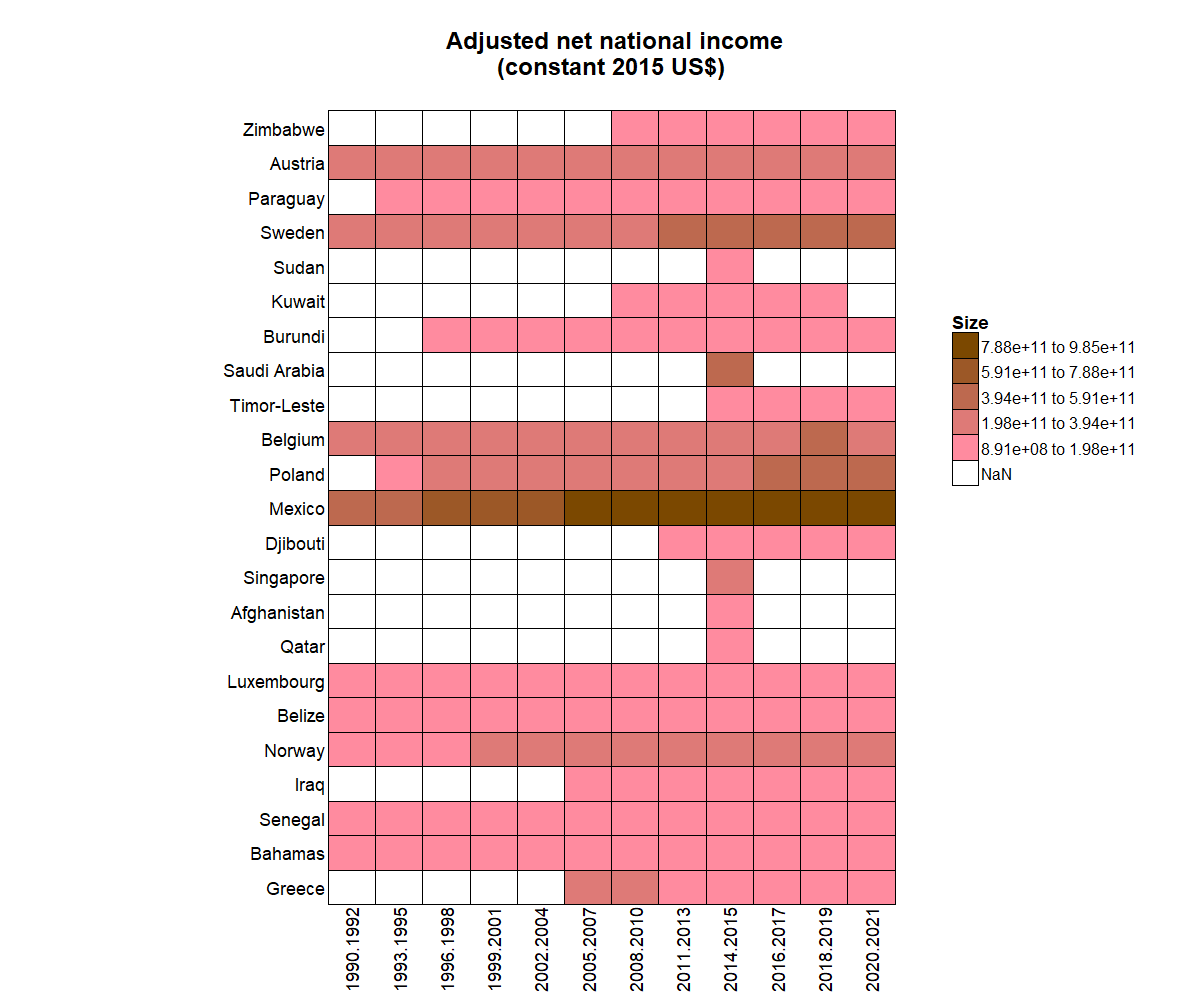 Adjusted net national income
(constant 2015 US$)
Zimbabwe
Austria
Paraguay
Sweden
Sudan
Kuwait
Burundi
Saudi Arabia
Timor-Leste
Belgium
Poland
Mexico
Djibouti
Singapore
Afghanistan
Qatar
Luxembourg
Belize
Norway
Iraq
Senegal
Bahamas
Greece
1990.1992
1993.1995
1996.1998
1999.2001
2002.2004
2005.2007
2008.2010
2011.2013
2014.2015
2016.2017
2018.2019
2020.2021
Size
7.88e+11 to 9.85e+11
5.91e+11 to 7.88e+11
3.94e+11 to 5.91e+11
1.98e+11 to 3.94e+11
8.91e+08 to 1.98e+11
NaN